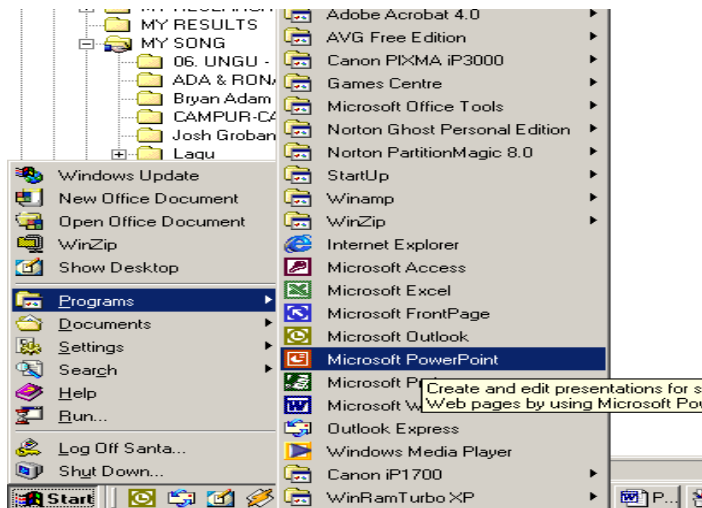 MY RESULTS
MY SONG
06. UNGU -
ADA &
Bryan Adam
Josh Groban
Lagu
Windows Update
New Office Document
Open Office Document
WinZip
Show Desktop
Programs
Documents
Settings
Search
Help
Run...
Log Off Santa...
Shut Down...
Start
Adobe Acrobat 4.0
AVG Free Edition
Canon PIXMA iP3000
Games Centre
Microsoft Office Tools
Norton Ghost Personal Edition
Norton PartitionMagic 8.0
StartUp
Winamp
WinZip
Internet Explorer
Microsoft Access
Microsoft Excel
Microsoft FrontPage
Microsoft Outlook
Microsoft PowerPoint
Microsoft
Create and edit presentations for s
Web pages by using Microsoft
Microsoft W
Outlook Express
Windows Media Player
Canon iP1700
WinRamTurbo XP
P...